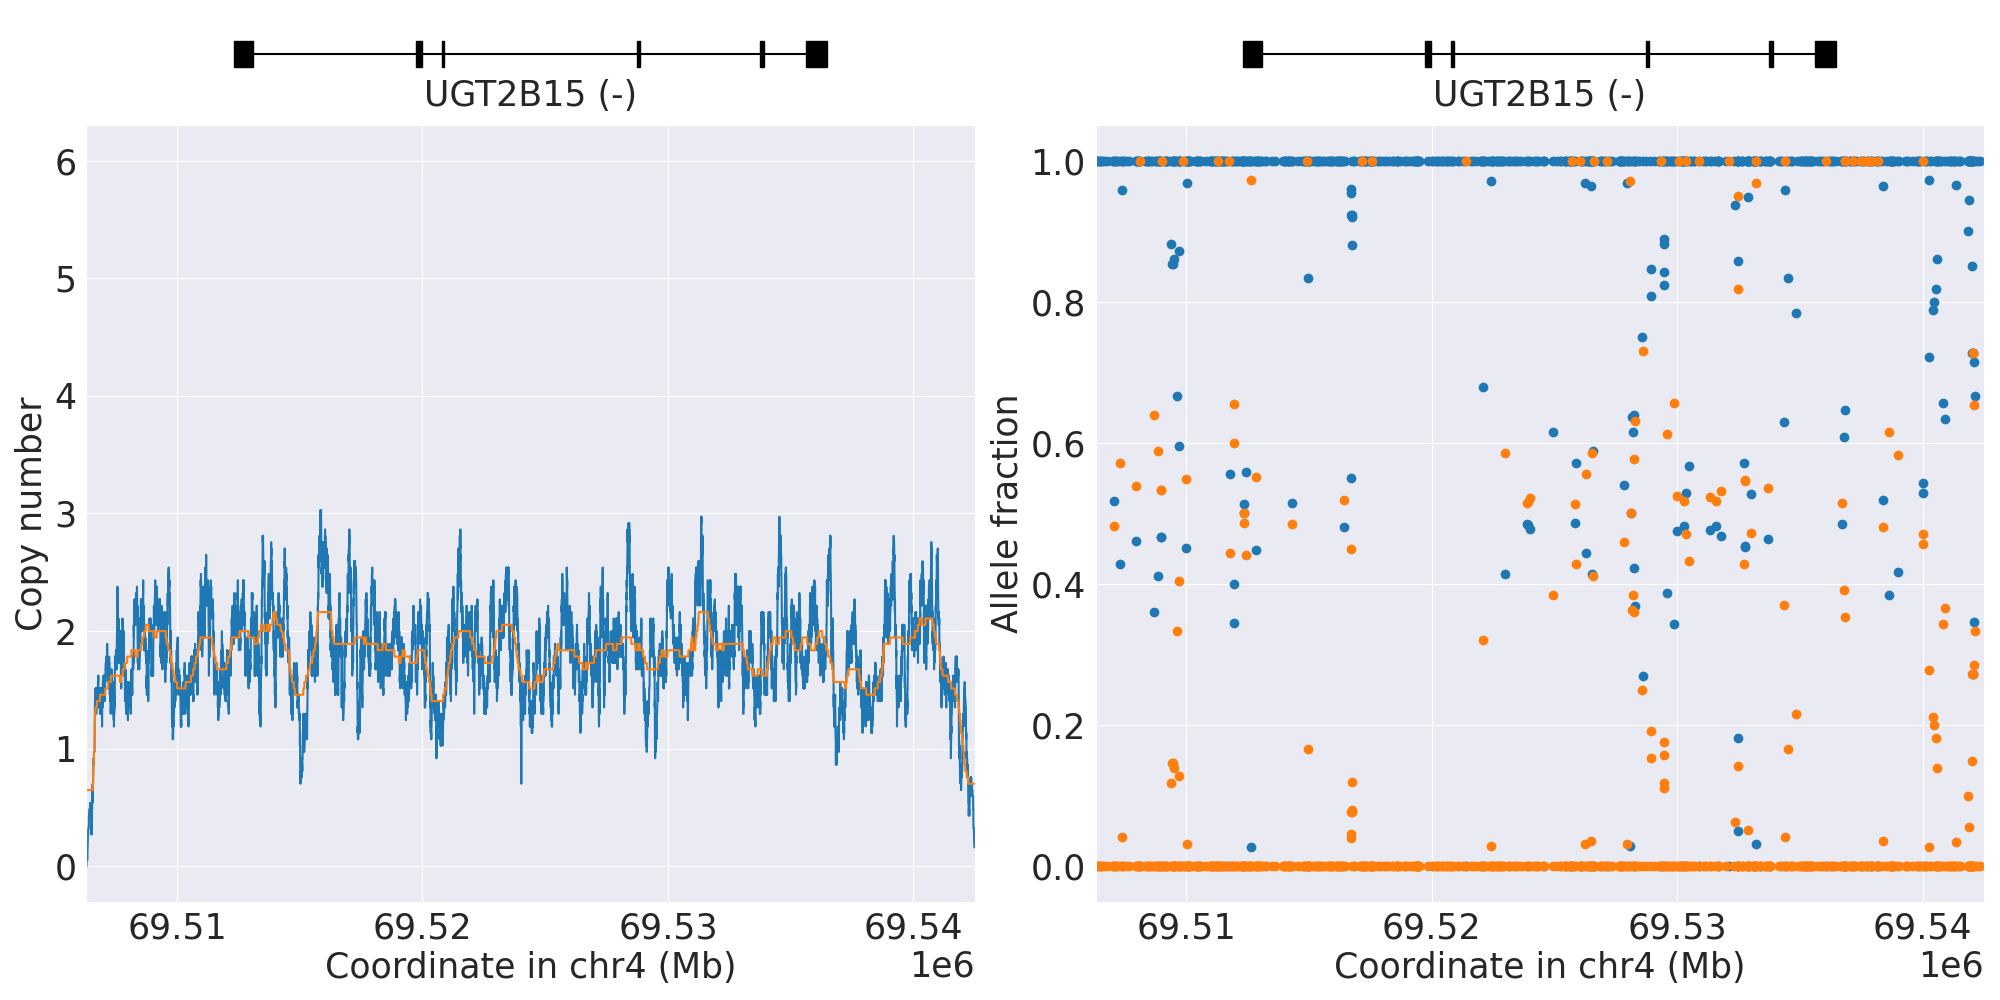 UGT2B15 (-)
UGT2B15 (-)
Copy number
6
5
4
3
2
1
0
69.51
69.52
69.53
69.54
Coordinate in chr4 (Mb)
1e6
Allele fraction
1.0
0.8
0.6
0.4
0.2
0.0
69.51
69.52
69.53
69.54
Coordinate in chr4 (Mb)
1e6